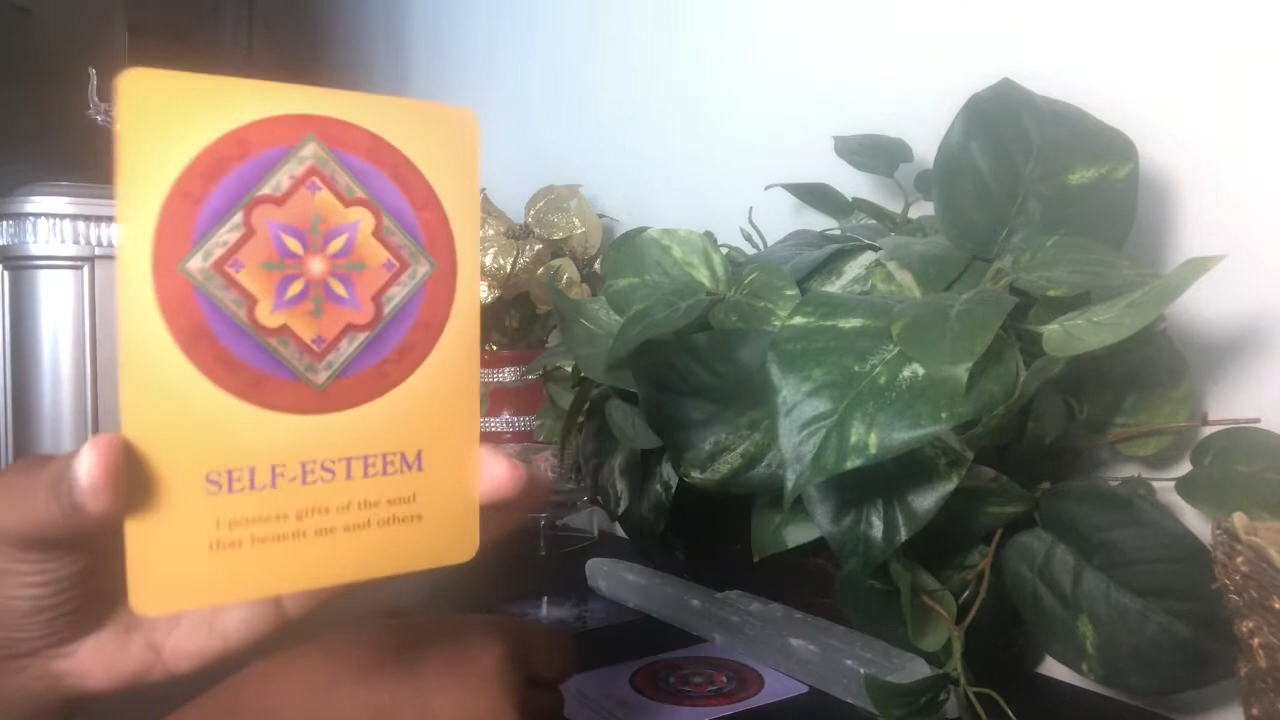 SELF-ESTEEM
I possess gifts of the soul
that benefit me and others